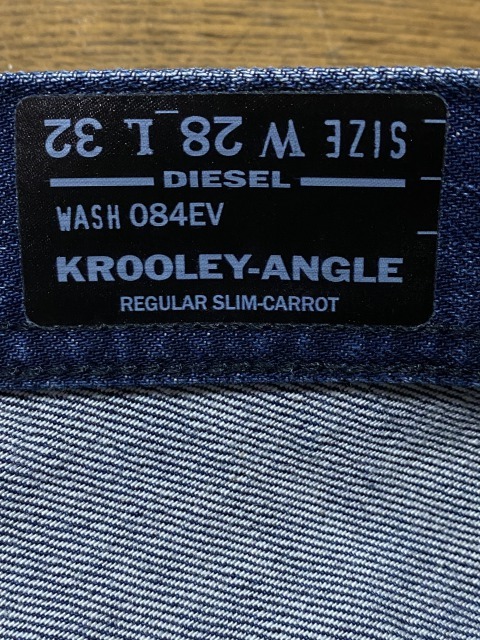 SIZE W 28 L 32
DIESEL
WASH 084EV
KROOLEY-ANGLE
REGULAR SLIM-CARROT